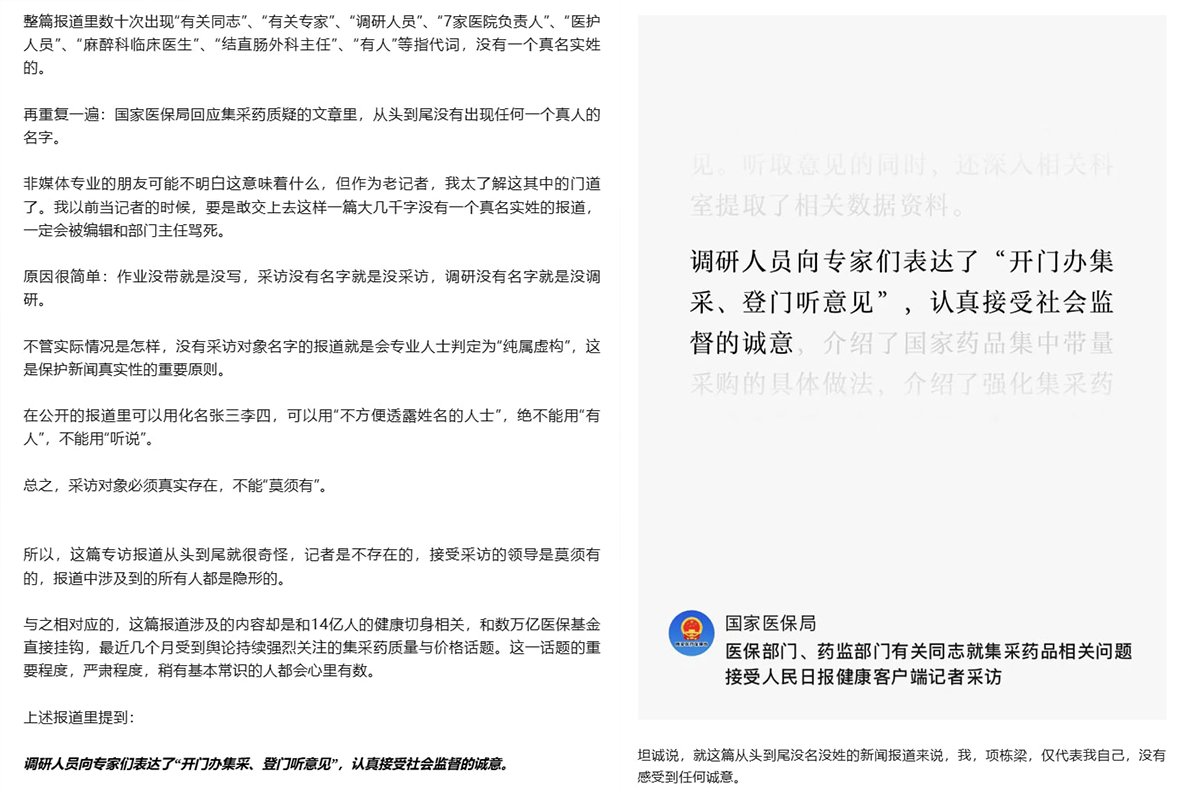 整篇报道里数十次出现“有关同志”、“有关专家”、“调研人员”、“7家医院负责人”、“医护
人员”、“麻醉科临床医生”、“结直肠外科主任”、“有人”等指代词，没有一个真名实姓
的。
再重复一遍：国家医保局回应集采药质疑的文章里，从头到尾没有出现任何一个真人的
名字。
非媒体专业的朋友可能不明白这意味着什么，但作为老记者，我太了解这其中的门道
了。我以前当记者的时候，要是敢交上去这样一篇大几千字没有一个真名实姓的报道，
一定会被编辑和部门主任骂死。
原因很简单：作业没带就是没写，采访没有名字就是没采访，调研没有名字就是没调
研。
不管实际情况是怎样，没有采访对象名字的报道就是会专业人士判定为“纯属虚构”，这
是保护新闻真实性的重要原则。
在公开的报道里可以用化名张三李四，可以用“不方便透露姓名的人士”，绝不能用“有
人”，不能用“听说”。
总之，采访对象必须真实存在，不能“莫须有”。
所以，这篇专访报道从头到尾就很奇怪，记者是不存在的，接受采访的领导是莫须有
的，报道中涉及到的所有人都是隐形的。
与之相对应的，这篇报道涉及的内容却是和14亿人的健康切身相关，和数万亿医保基金
直接挂钩，最近几个月受到舆论持续强烈关注的集采药质量与价格话题。这一话题的重
要程度，严肃程度，稍有基本常识的人都会心里有数。
上述报道里提到：
调研人员向专家们表达了“开门办集采、登门听意见”，认真接受社会监督的诚意。
见。听取意见的同时，还深入相关科
室提取了相关数据资料。
调研人员向专家们表达了“开门办集
采、登门听意见”，认真接受社会监
督的诚意，介绍了国家药品集中带量
采购的具体做法，介绍了强化集采药
国家医保局
医保部门、药监部门有关同志就集采药品相关问题
接受人民日报健康客户端记者采访
坦诚说，就这篇从头到尾没名没姓的新闻报道来说，我，项栋梁，仅代表我自己，没有
感受到任何诚意。